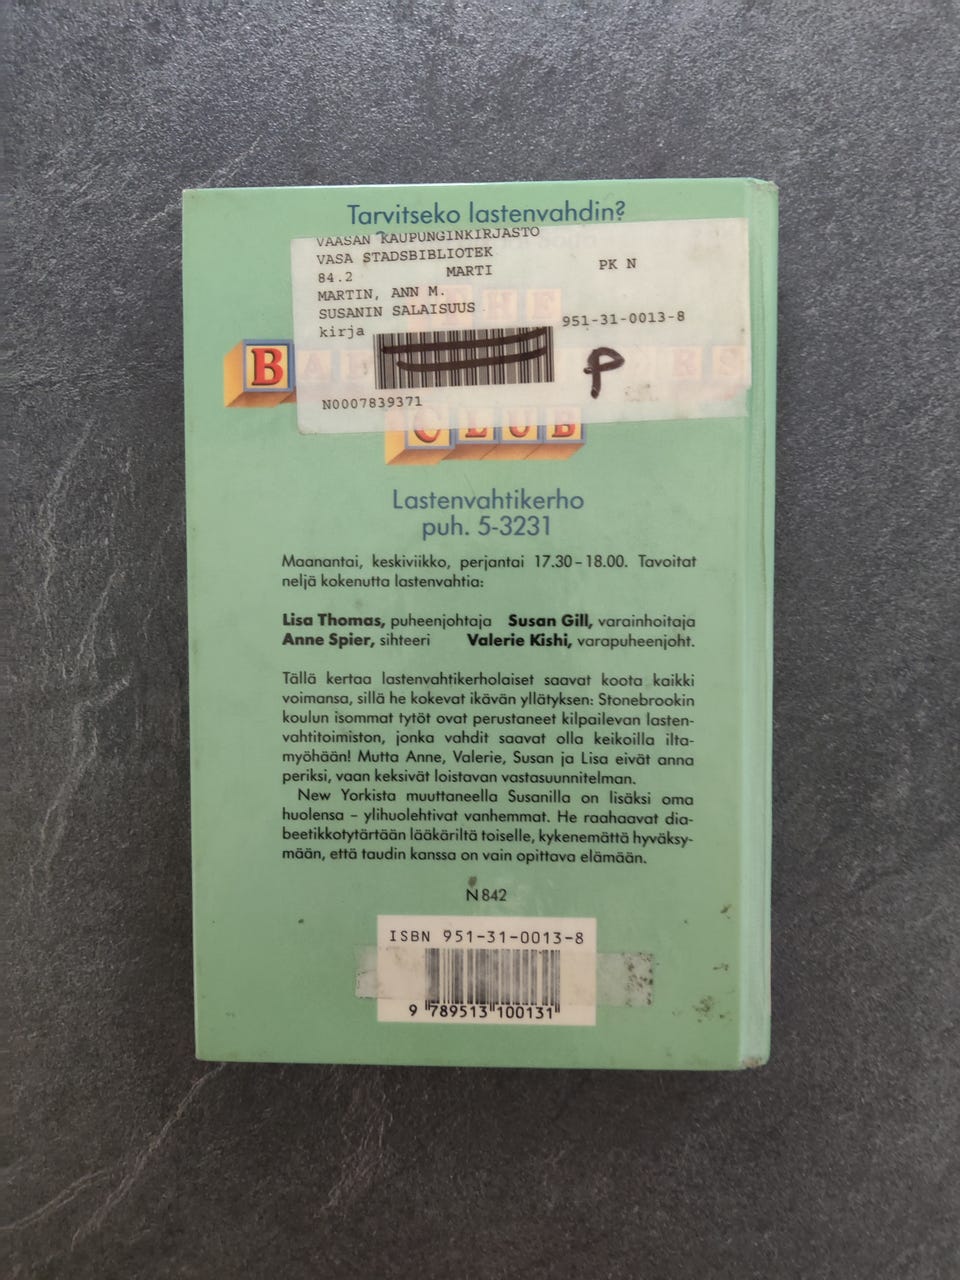 Tarvitseko lastenvahdin?
VAASAN KAUPUNGINKIRJASTO
VASA STADSBIBLIOTEK
84.2 MARTI PK N
MARTIN, ANN M.
SUSANIN SALAISUUS
kirja 951-31-0013-8
P
N0007839371
THE
BABY-SITTERS
CLUB
Lastenvahtikerho
puh. 5-3231
Maanantai, keskiviikko, perjantai 17.30–18.00. Tavoitat
neljä kokenutta lastenvahtia:
Lisa Thomas, puheenjohtaja Susan Gill, varainhoitaja
Anne Spier, sihteeri Valerie Kishi, varapuheenjoht.
Tällä kertaa lastenvahtikerholaiset saavat koota kaikki
voimansa, sillä he kokevat ikävän yllätyksen: Stonebrookin
koulun isommat tytöt ovat perustaneet kilpailevan lasten-
vahtitoimiston, jonka vahdit saavat olla keikoilla ilta-
myöhään! Mutta Anne, Valerie, Susan ja Lisa eivät anna
periksi, vaan keksivät loistavan vastasuunnitelman.
New Yorkista muuttaneella Susanilla on lisäksi oma
huolensa – ylihuolehtivat vanhemmat. He raahaavat dia-
beetikkotytärtään lääkäriltä toiselle, kykenemättä hyväksy-
mään, että taudin kanssa on vain opittava elämään.
N 842
ISBN 951-31-0013-8
9 789513 100131